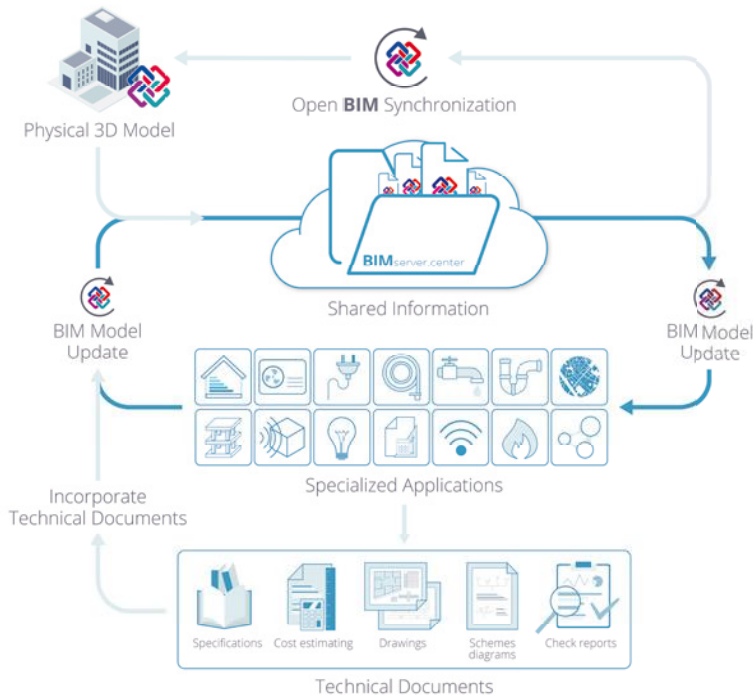 Open BIM Synchronization
Physical 3D Model
BIMserver.center
Shared Information
BIM Model
Update
BIM Model
Update
Specialized Applications
Incorporate
Technical Documents
Specifications
Cost estimating
Drawings
Schemes
diagrams
Check reports
Technical Documents